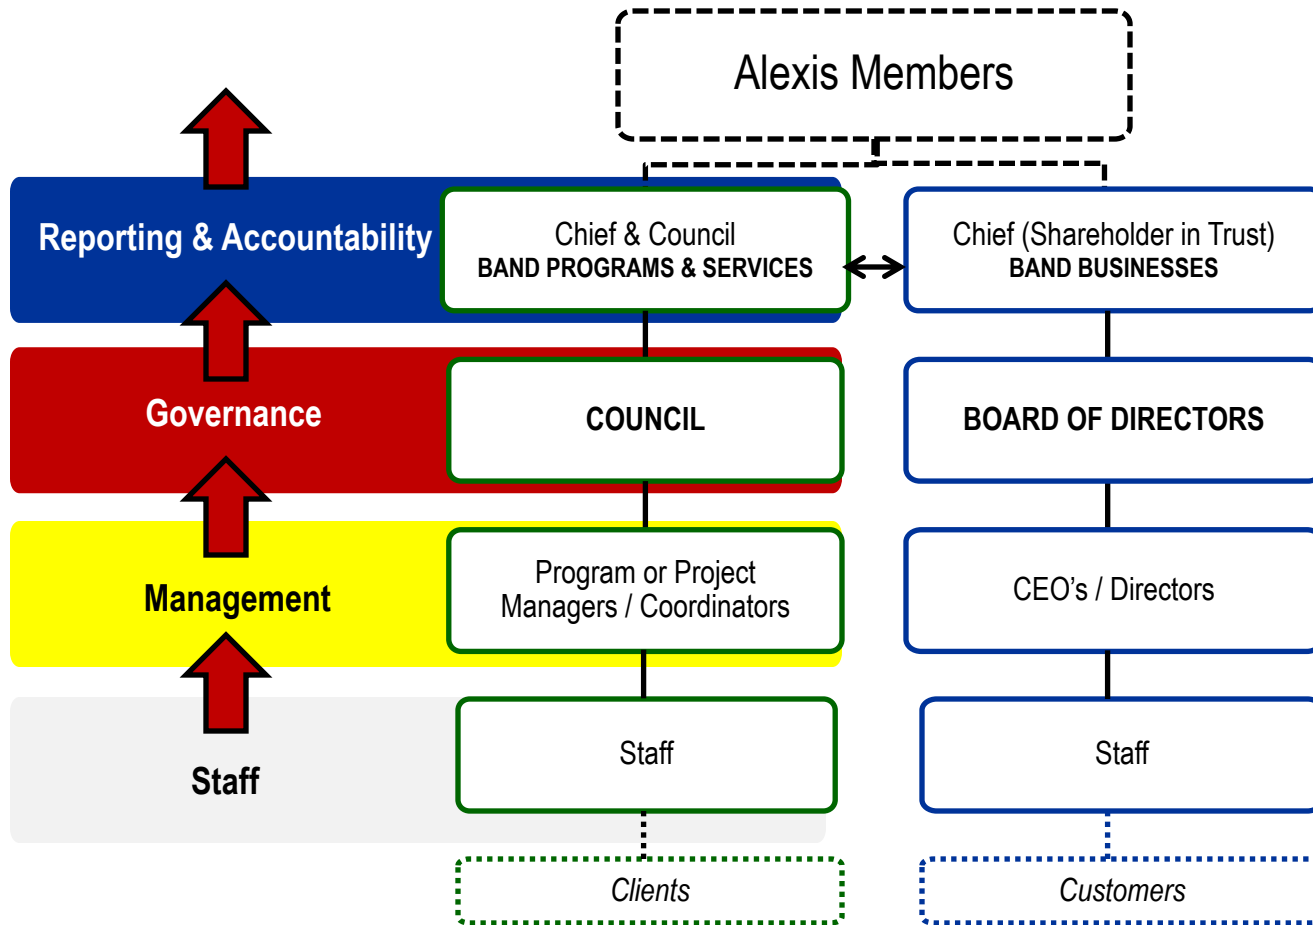 Alexis Members
Reporting & Accountability
Chief & Council
BAND PROGRAMS & SERVICES
Chief (Shareholder in Trust)
BAND BUSINESSES
Governance
COUNCIL
BOARD OF DIRECTORS
Management
Program or Project
Managers / Coordinators
CEO’s / Directors
Staff
Staff
Staff
Clients
Customers